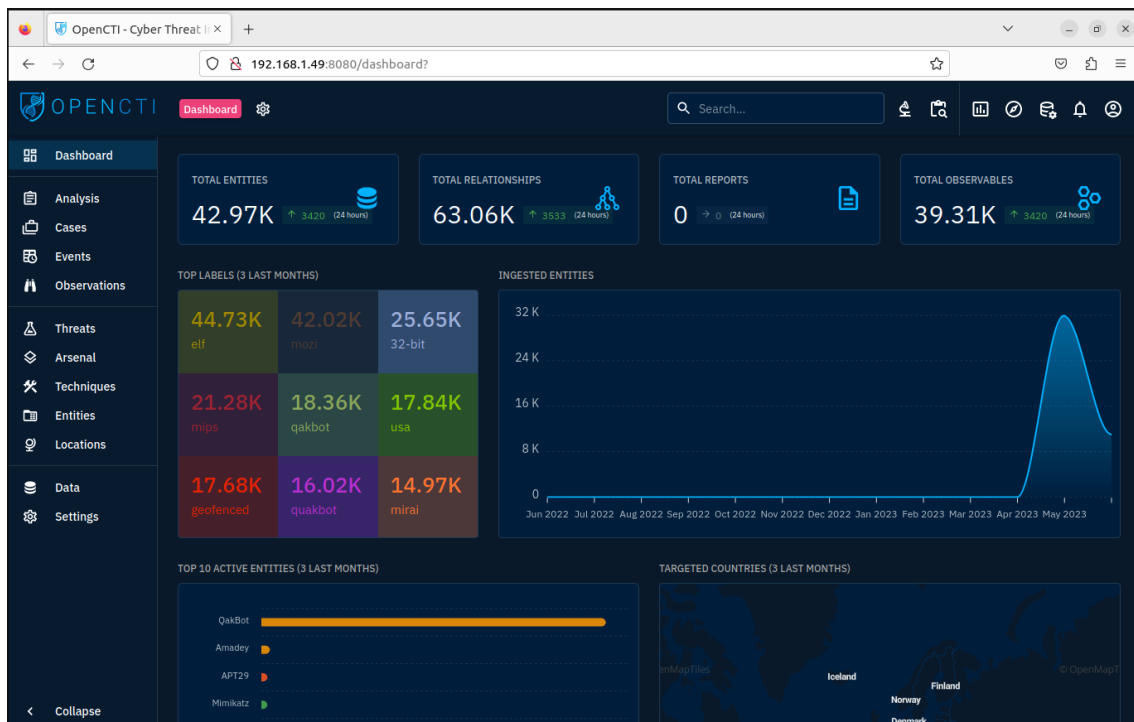 OpenCTI - Cyber Threat I
192.168.1.49:8080/dashboard?
OPENCTI
Dashboard
Search...
Dashboard
Analysis
Cases
Events
Observations
Threats
Arsenal
Techniques
Entities
Locations
Data
Settings
Collapse
TOTAL ENTITIES
42.97K 3420 (24 hours)
TOTAL RELATIONSHIPS
63.06K 3533 (24 hours)
TOTAL REPORTS
0 0 (24 hours)
TOTAL OBSERVABLES
39.31K 3420 (24 hours)
TOP LABELS (3 LAST MONTHS)
44.73K
elf
42.02K
mozi
25.65K
32-bit
21.28K
mips
18.36K
qakbot
17.84K
usa
17.68K
geofenced
16.02K
quakbot
14.97K
mirai
INGESTED ENTITIES
32 K
24 K
16 K
8 K
0
Jun 2022 Jul 2022 Aug 2022 Sep 2022 Oct 2022 Nov 2022 Dec 2022 Jan 2023 Feb 2023 Mar 2023 Apr 2023 May 2023
TOP 10 ACTIVE ENTITIES (3 LAST MONTHS)
QakBot
Amadey
APT29
Mimikatz
TARGETED COUNTRIES (3 LAST MONTHS)
enMapTiles
© OpenMapT
Iceland
Finland
Norway
Denmark